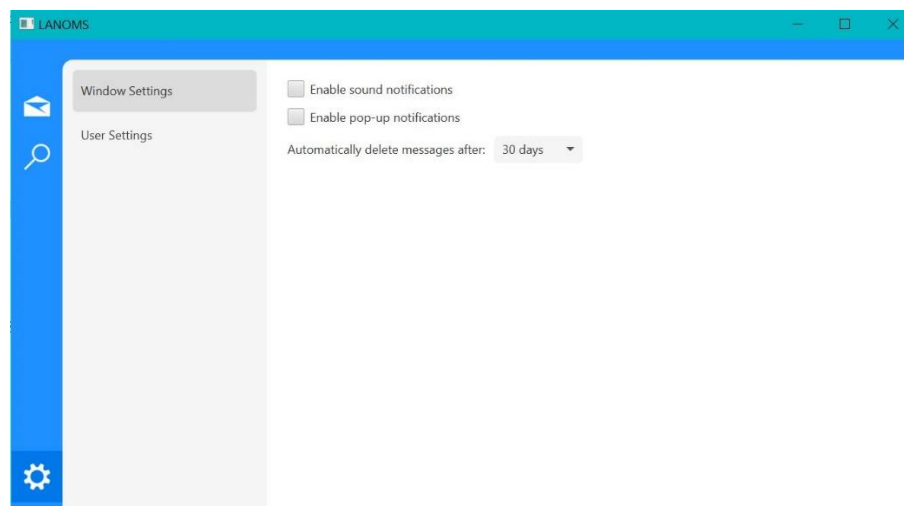 LANOMS
Window Settings
User Settings
Enable sound notifications
Enable pop-up notifications
Automatically delete messages after: 30 days